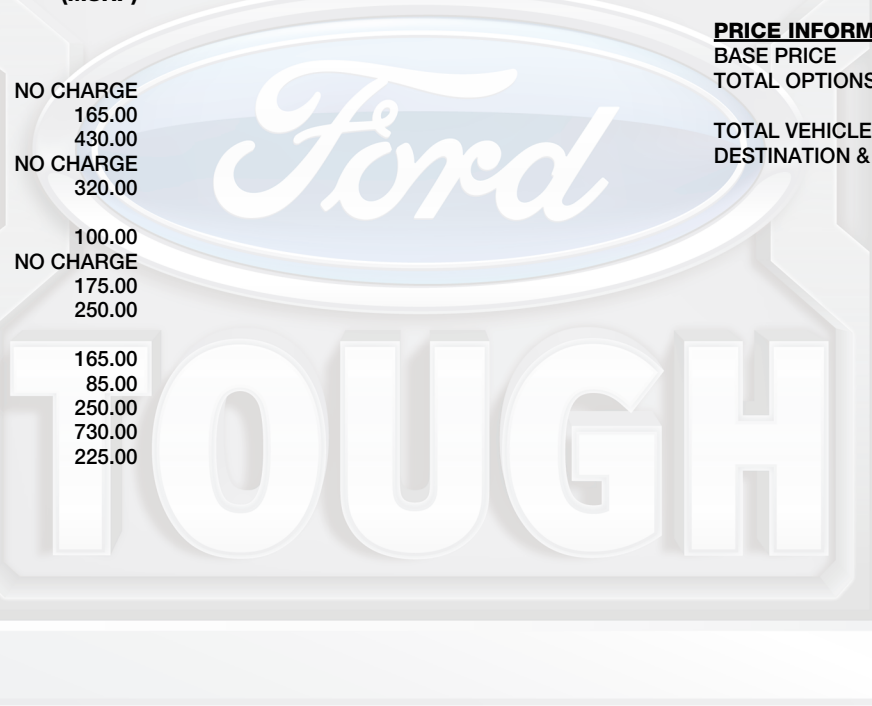 (MSRP)
NO CHARGE
165.00
430.00
NO CHARGE
320.00
100.00
NO CHARGE
175.00
250.00
165.00
85.00
250.00
730.00
225.00
PRICE INFORM
BASE PRICE
TOTAL OPTIONS
TOTAL VEHICLE
DESTINATION &
Ford
TOUGH